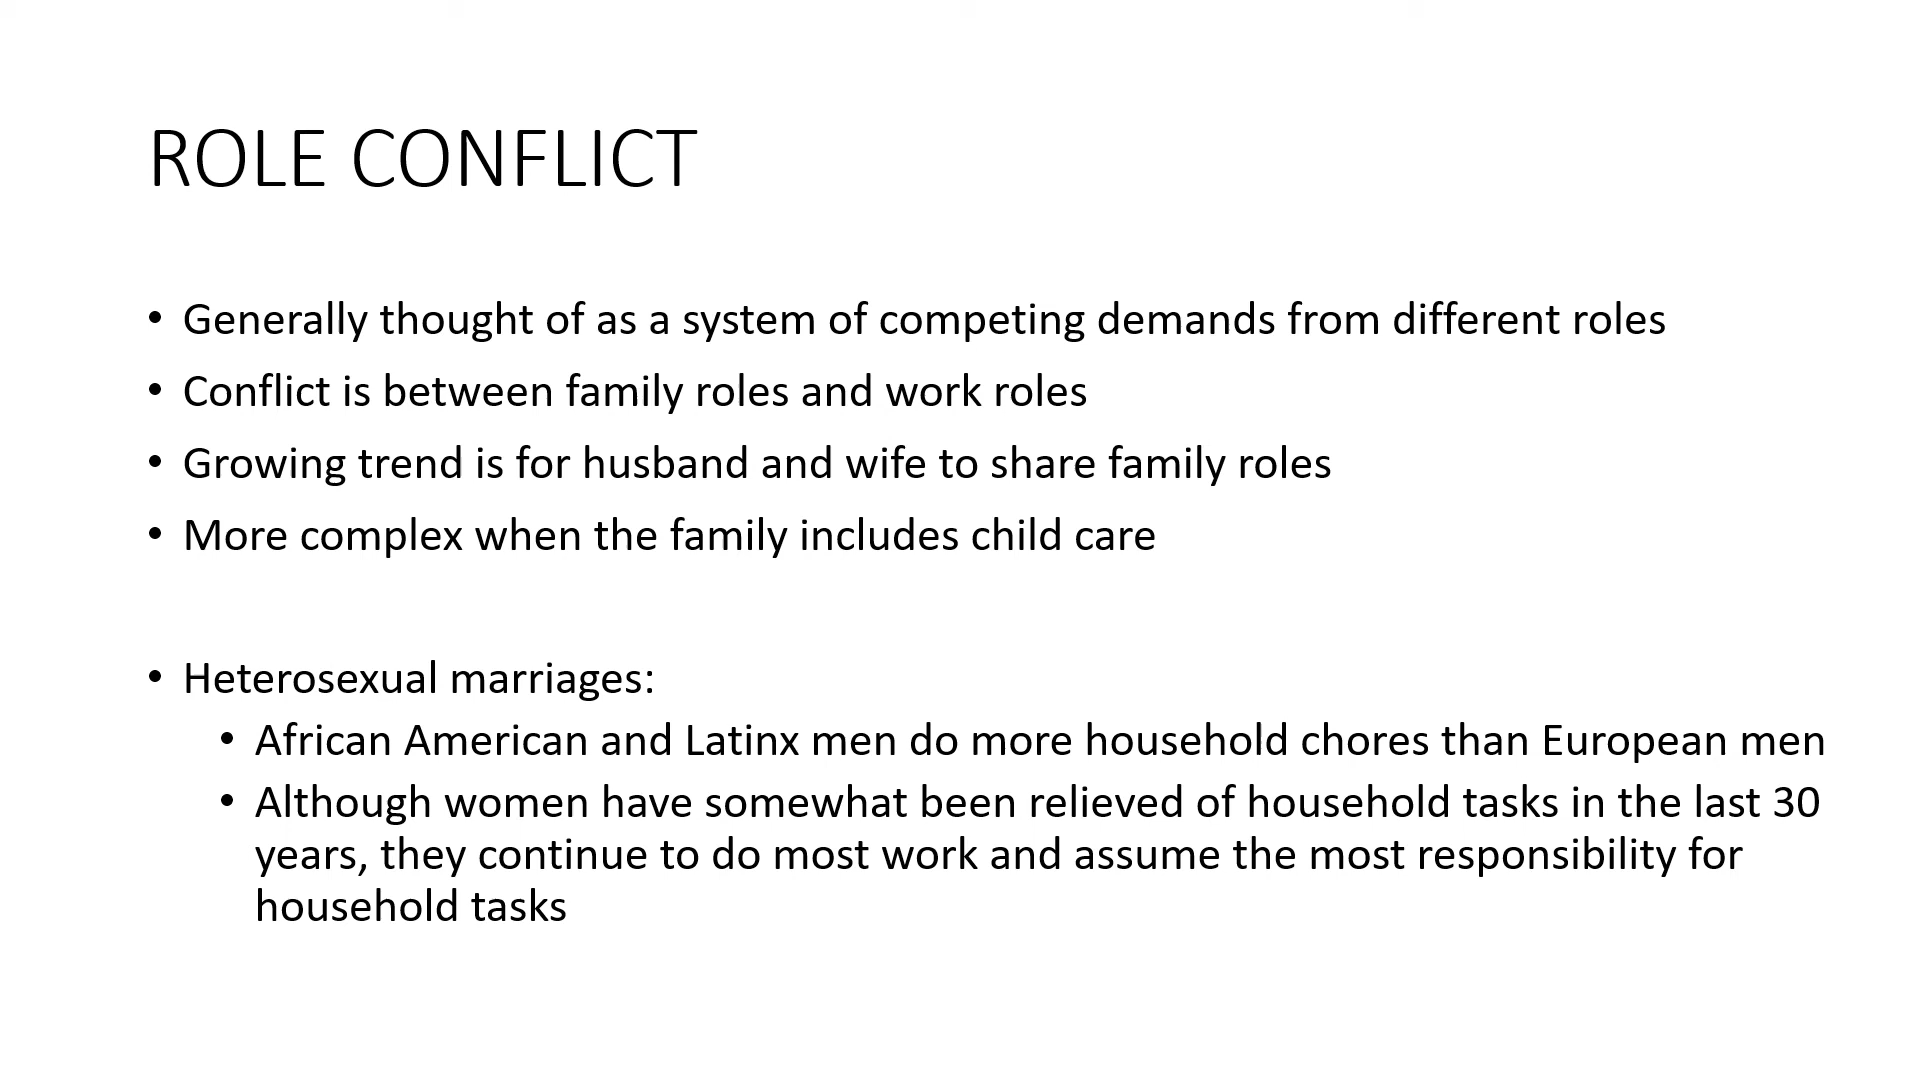 ROLE CONFLICT
• Generally thought of as a system of competing demands from different roles
• Conflict is between family roles and work roles
• Growing trend is for husband and wife to share family roles
• More complex when the family includes child care
• Heterosexual marriages:
• African American and Latinx men do more household chores than European men
• Although women have somewhat been relieved of household tasks in the last 30
years, they continue to do most work and assume the most responsibility for
household tasks